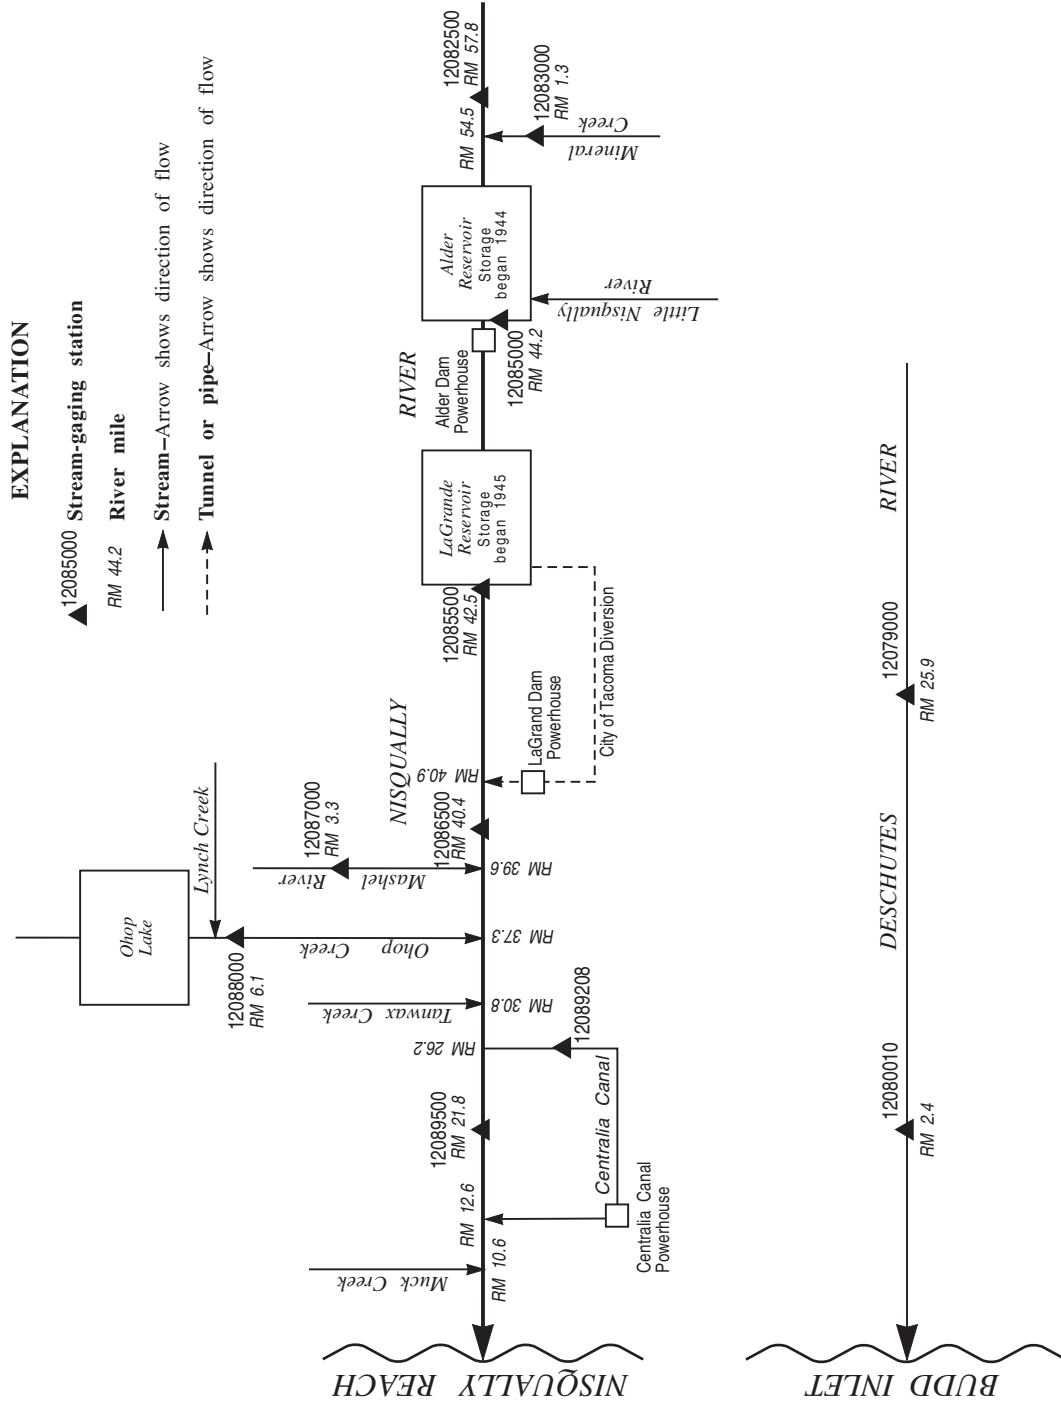 EXPLANATION
12085000 Stream-gaging station
RM 44.2 River mile
Stream—Arrow shows direction of flow
Tunnel or pipe—Arrow shows direction of flow
Ohop
Lake
Lynch Creek
12088000
RM 6.1
Ohop Creek
12087000
RM 3.3
Mashel River
Tanwax Creek
Muck Creek
NISQUALLY RIVER
12082500
RM 57.8
RM 54.5
12083000
RM 1.3
Mineral
Creek
Alder
Reservoir
Storage
began 1944
Little Nisqually
River
12085000
RM 44.2
Alder Dam
Powerhouse
LaGrande
Reservoir
Storage
began 1945
12085500
RM 42.5
City of Tacoma Diversion
LaGrand Dam
Powerhouse
RM 40.9
12086500
RM 40.4
RM 39.6
RM 37.3
RM 30.8
RM 26.2
12089208
Centralia Canal
Centralia Canal
Powerhouse
12089500
RM 21.8
RM 12.6
RM 10.6
NISQUALLY REACH
DESCHUTES RIVER
12079000
RM 25.9
12080010
RM 2.4
BUDD INLET